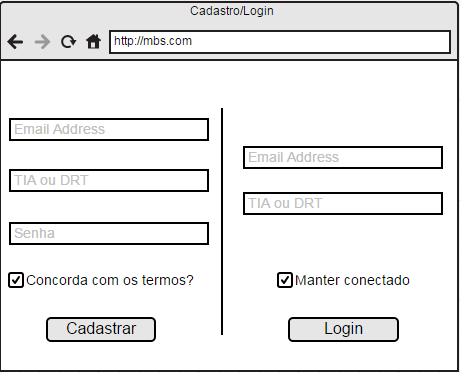 Cadastro/Login
http://mbs.com
Email Address
TIA ou DRT
Senha
Concorda com os termos?
Cadastrar
Email Address
TIA ou DRT
Manter conectado
Login